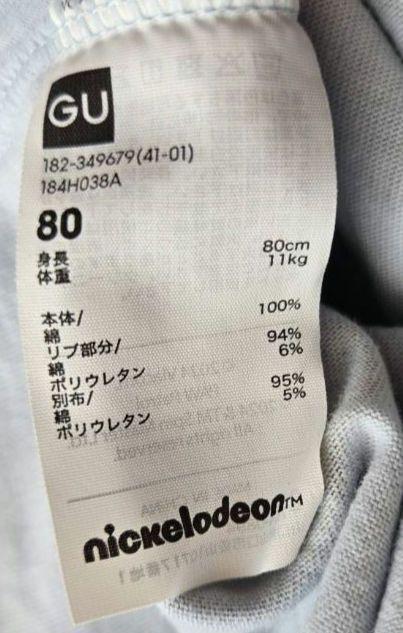 GU
182-349679(41-01)
184H038A
80
身長 80cm
体重 11kg
本体/
綿 100%
リブ部分/
綿 94%
ポリウレタン 6%
別布/
綿 95%
ポリウレタン 5%
nickelodeon™